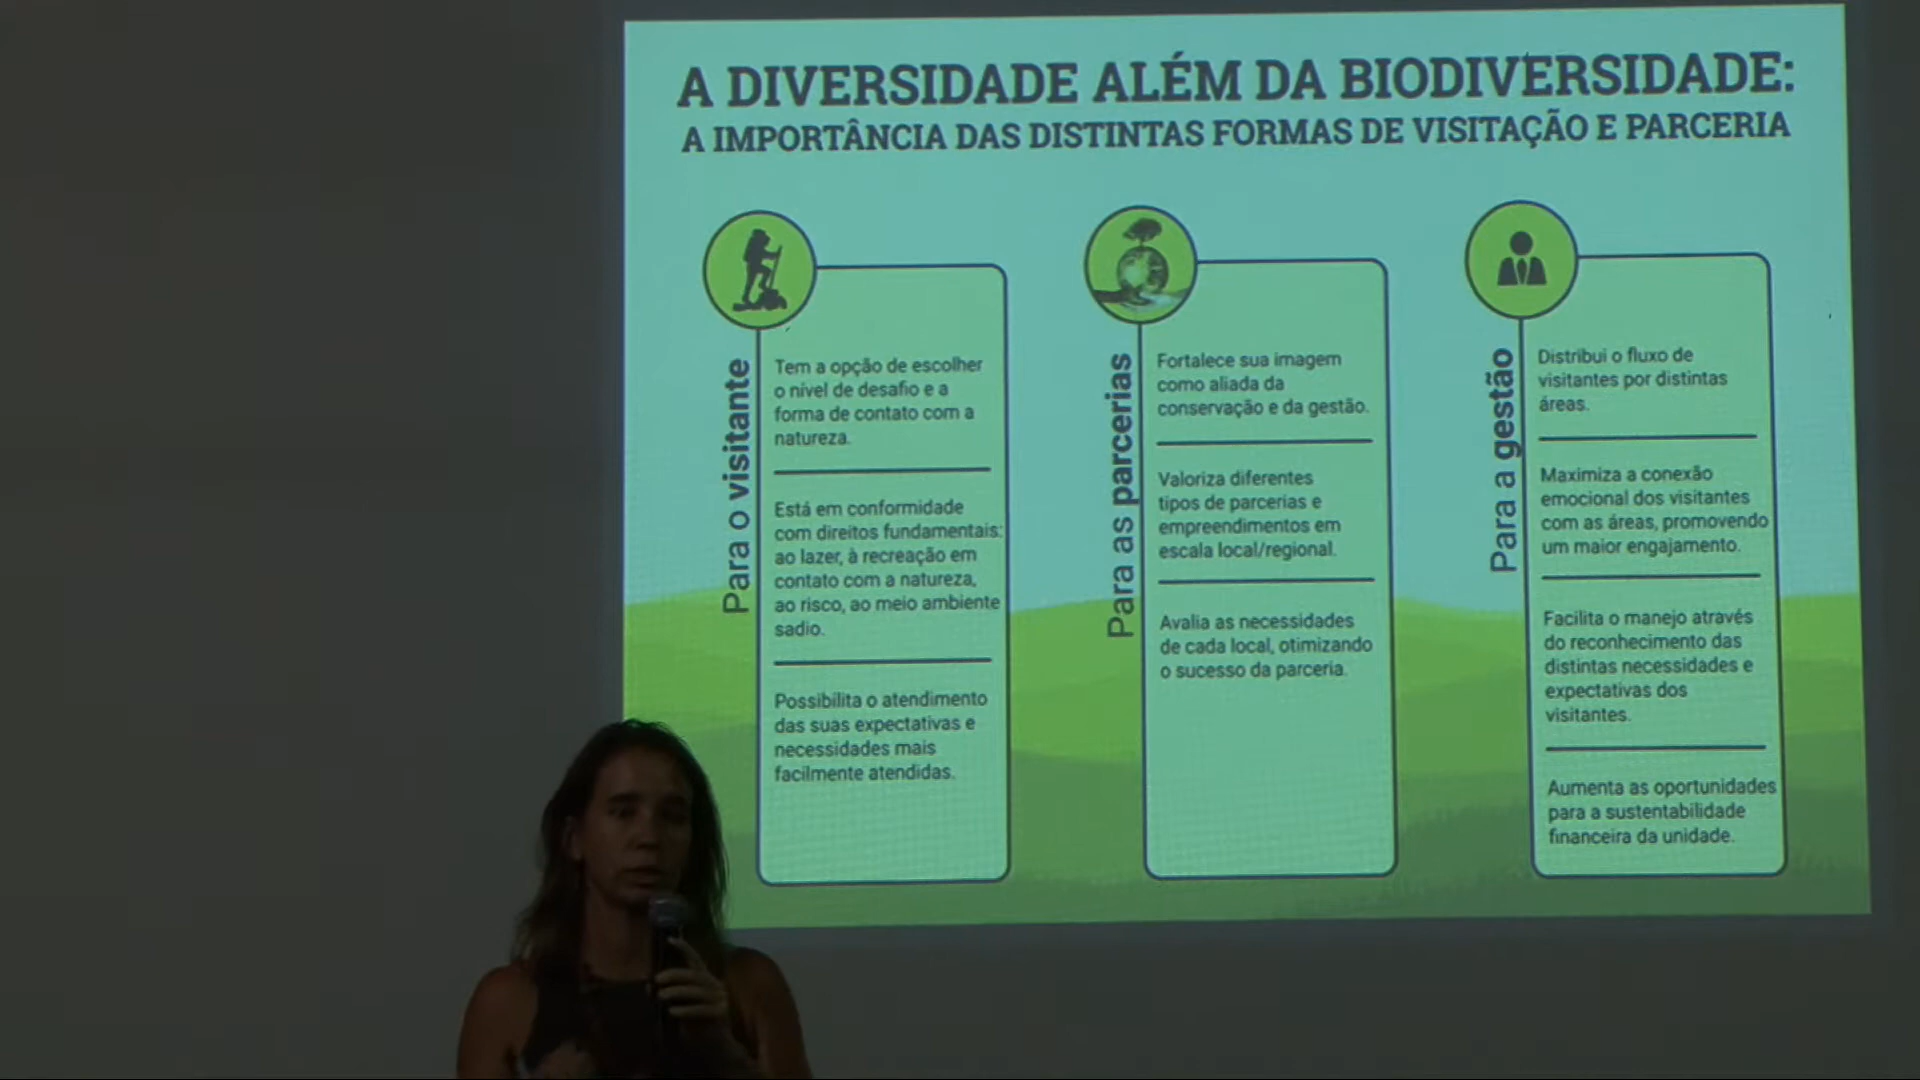 A DIVERSIDADE ALÉM DA BIODIVERSIDADE:
A IMPORTÂNCIA DAS DISTINTAS FORMAS DE VISITAÇÃO E PARCERIA
Para o visitante
Tem a opção de escolher
o nível de desafio e a
forma de contato com a
natureza.
Está em conformidade
com direitos fundamentais:
ao lazer, à recreação em
contato com a natureza,
ao risco, ao meio ambiente
sadio.
Possibilita o atendimento
das suas expectativas e
necessidades mais
facilmente atendidas.
Para as parcerias
Fortalece sua imagem
como aliada da
conservação e da gestão.
Valoriza diferentes
tipos de parcerias e
empreendimentos em
escala local/regional.
Avalia as necessidades
de cada local, otimizando
o sucesso da parceria.
Para a gestão
Distribui o fluxo de
visitantes por distintas
áreas.
Maximiza a conexão
emocional dos visitantes
com as áreas, promovendo
um maior engajamento.
Facilita o manejo através
do reconhecimento das
distintas necessidades e
expectativas dos
visitantes.
Aumenta as oportunidades
para a sustentabilidade
financeira da unidade.